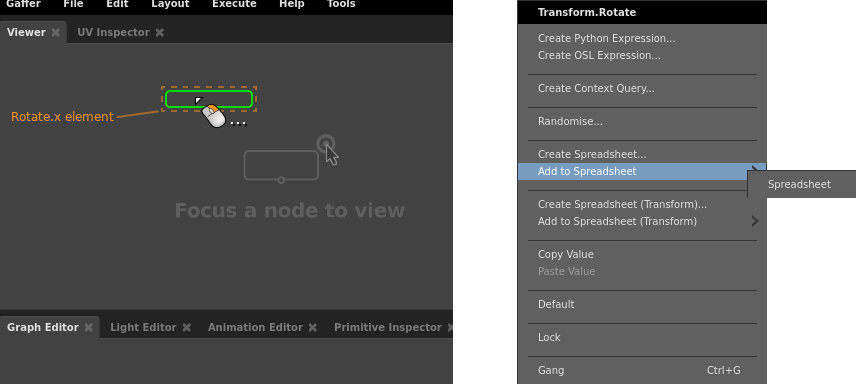 Gaffer File Edit Layout Execute Help Tools
Viewer UV Inspector
Rotate.x element
...
Focus a node to view
Graph Editor Light Editor Animation Editor Primitive Inspector
Transform.Rotate
Create Python Expression...
Create OSL Expression...
Create Context Query...
Randomise...
Create Spreadsheet...
Add to Spreadsheet
Spreadsheet
Create Spreadsheet (Transform)...
Add to Spreadsheet (Transform)
Copy Value
Paste Value
Default
Lock
Gang Ctrl+G